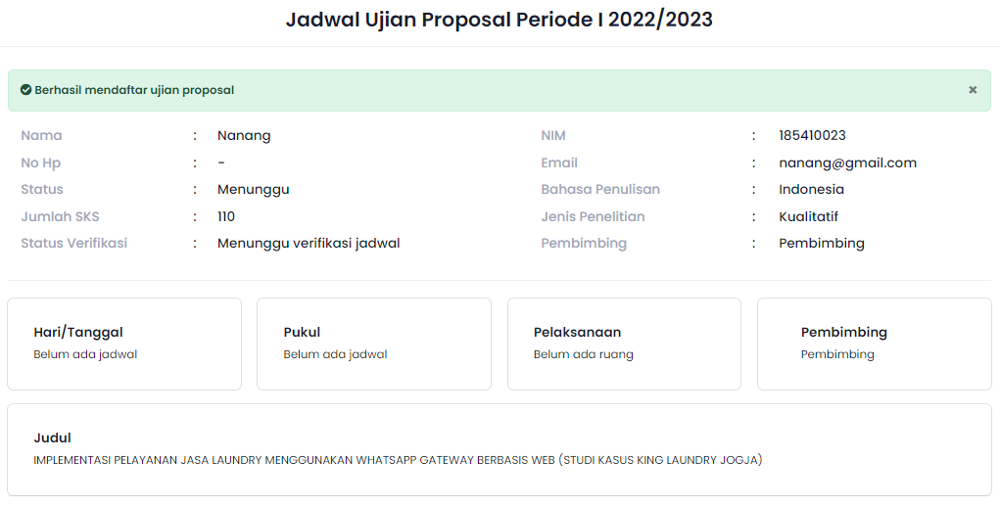 Jadwal Ujian Proposal Periode I 2022/2023
Berhasil mendaftar ujian proposal
Nama : Nanang NIM : 185410023
No Hp : - Email : nanang@gmail.com
Status : Menunggu Bahasa Penulisan : Indonesia
Jumlah SKS : 110 Jenis Penelitian : Kualitatif
Status Verifikasi : Menunggu verifikasi jadwal Pembimbing : Pembimbing
Hari/Tanggal Pukul Pelaksanaan Pembimbing
Belum ada jadwal Belum ada jadwal Belum ada ruang Pembimbing
Judul
IMPLEMENTASI PELAYANAN JASA LAUNDRY MENGGUNAKAN WHATSAPP GATEWAY BERBASIS WEB (STUDI KASUS KING LAUNDRY JOGJA)